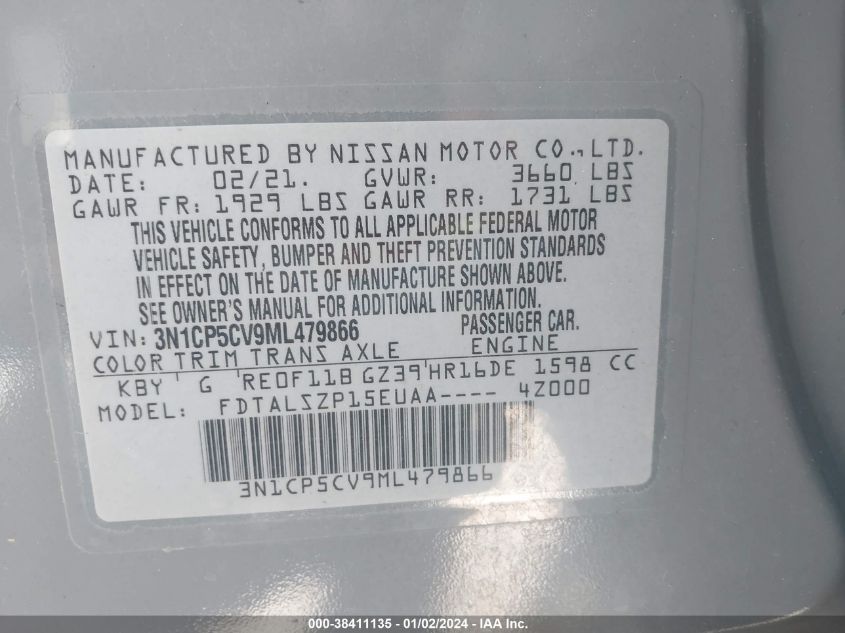 MANUFACTURED BY NISSAN MOTOR CO.,LTD.
DATE: 02/21. GVWR: 3660 LBS
GAWR FR: 1929 LBS GAWR RR: 1731 LBS
THIS VEHICLE CONFORMS TO ALL APPLICABLE FEDERAL MOTOR
VEHICLE SAFETY, BUMPER AND THEFT PREVENTION STANDARDS
IN EFFECT ON THE DATE OF MANUFACTURE SHOWN ABOVE.
SEE OWNER'S MANUAL FOR ADDITIONAL INFORMATION.
VIN: 3N1CP5CV9ML479866 PASSENGER CAR.
COLOR TRIM TRANS AXLE ENGINE
KBY ' G 'RE0F11B GZ39'HR16DE 1598 CC
MODEL: FDTALSZP15EUAA---- 4Z000
3N1CP5CV9ML479866
000-38411135 - 01/02/2024 - IAA Inc.